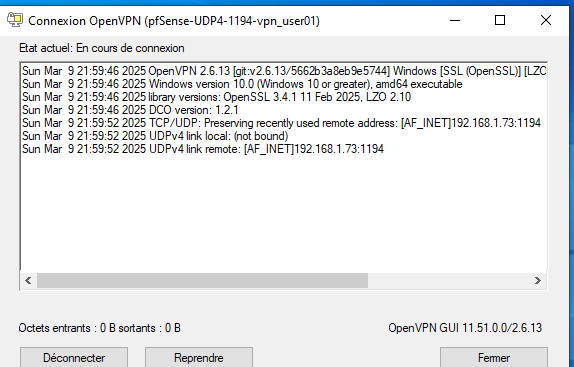 Connexion OpenVPN (pfSense-UDP4-1194-vpn_user01)
Etat actuel: En cours de connexion
Sun Mar 9 21:59:46 2025 OpenVPN 2.6.13 [git:v2.6.13/5662b3a8eb9e5744] Windows [SSL (OpenSSL)] [LZO
Sun Mar 9 21:59:46 2025 Windows version 10.0 (Windows 10 or greater), amd64 executable
Sun Mar 9 21:59:46 2025 library versions: OpenSSL 3.4.1 11 Feb 2025, LZO 2.10
Sun Mar 9 21:59:46 2025 DCO version: 1.2.1
Sun Mar 9 21:59:52 2025 TCP/UDP: Preserving recently used remote address: [AF_INET]192.168.1.73:1194
Sun Mar 9 21:59:52 2025 UDPv4 link local: (not bound)
Sun Mar 9 21:59:52 2025 UDPv4 link remote: [AF_INET]192.168.1.73:1194
Octets entrants : 0 B sortants : 0 B OpenVPN GUI 11.51.0.0/2.6.13
Déconnecter Reprendre Fermer